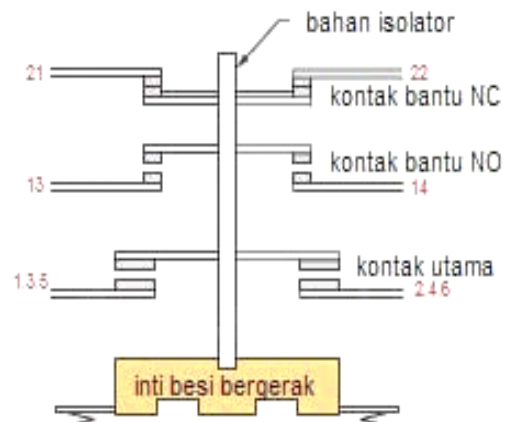 bahan isolator
21
22
kontak bantu NC
kontak bantu NO
13
14
kontak utama
1.3.5
2.4.6
inti besi bergerak